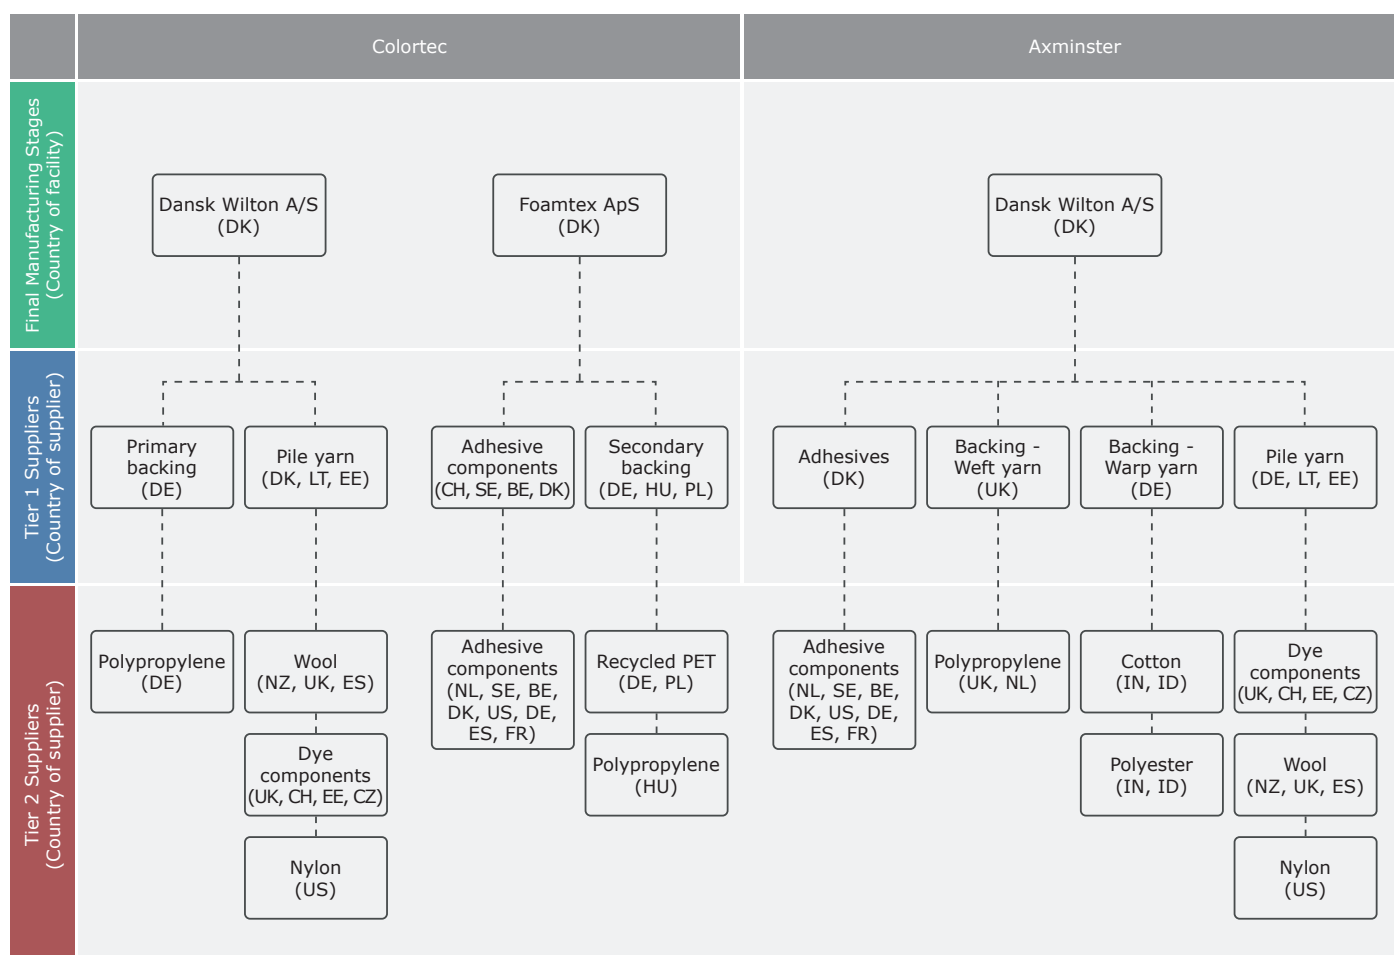 Colortec
Axminster
Final Manufacturing Stages
(Country of facility)
Dansk Wilton A/S
(DK)
Foamtex ApS
(DK)
Dansk Wilton A/S
(DK)
Tier 1 Suppliers
(Country of supplier)
Primary
backing
(DE)
Pile yarn
(DK, LT, EE)
Adhesive
components
(CH, SE, BE, DK)
Secondary
backing
(DE, HU, PL)
Adhesives
(DK)
Backing -
Weft yarn
(UK)
Backing -
Warp yarn
(DE)
Pile yarn
(DE, LT, EE)
Tier 2 Suppliers
(Country of supplier)
Polypropylene
(DE)
Wool
(NZ, UK, ES)
Dye
components
(UK, CH, EE, CZ)
Nylon
(US)
Adhesive
components
(NL, SE, BE,
DK, US, DE,
ES, FR)
Recycled PET
(DE, PL)
Polypropylene
(HU)
Adhesive
components
(NL, SE, BE,
DK, US, DE,
ES, FR)
Polypropylene
(UK, NL)
Cotton
(IN, ID)
Polyester
(IN, ID)
Dye
components
(UK, CH, EE, CZ)
Wool
(NZ, UK, ES)
Nylon
(US)